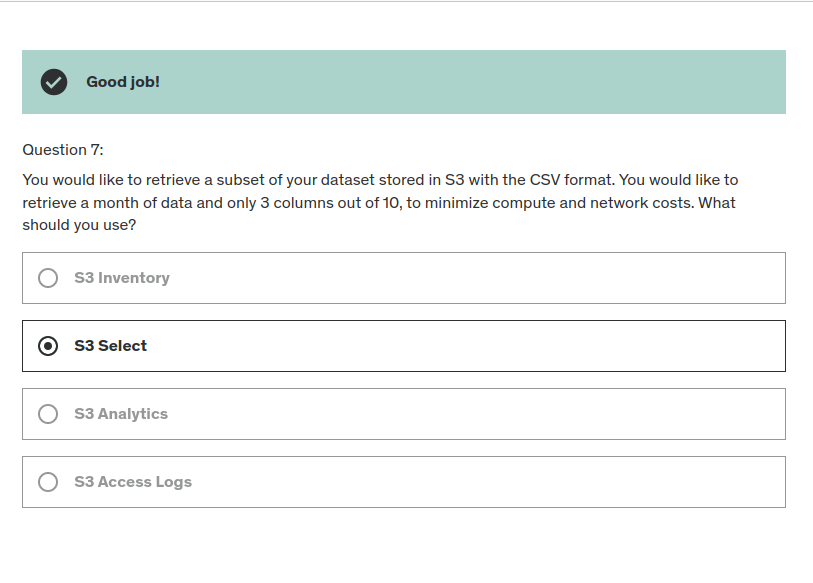 Good job!
Question 7:
You would like to retrieve a subset of your dataset stored in S3 with the CSV format. You would like to
retrieve a month of data and only 3 columns out of 10, to minimize compute and network costs. What
should you use?
S3 Inventory
S3 Select
S3 Analytics
S3 Access Logs